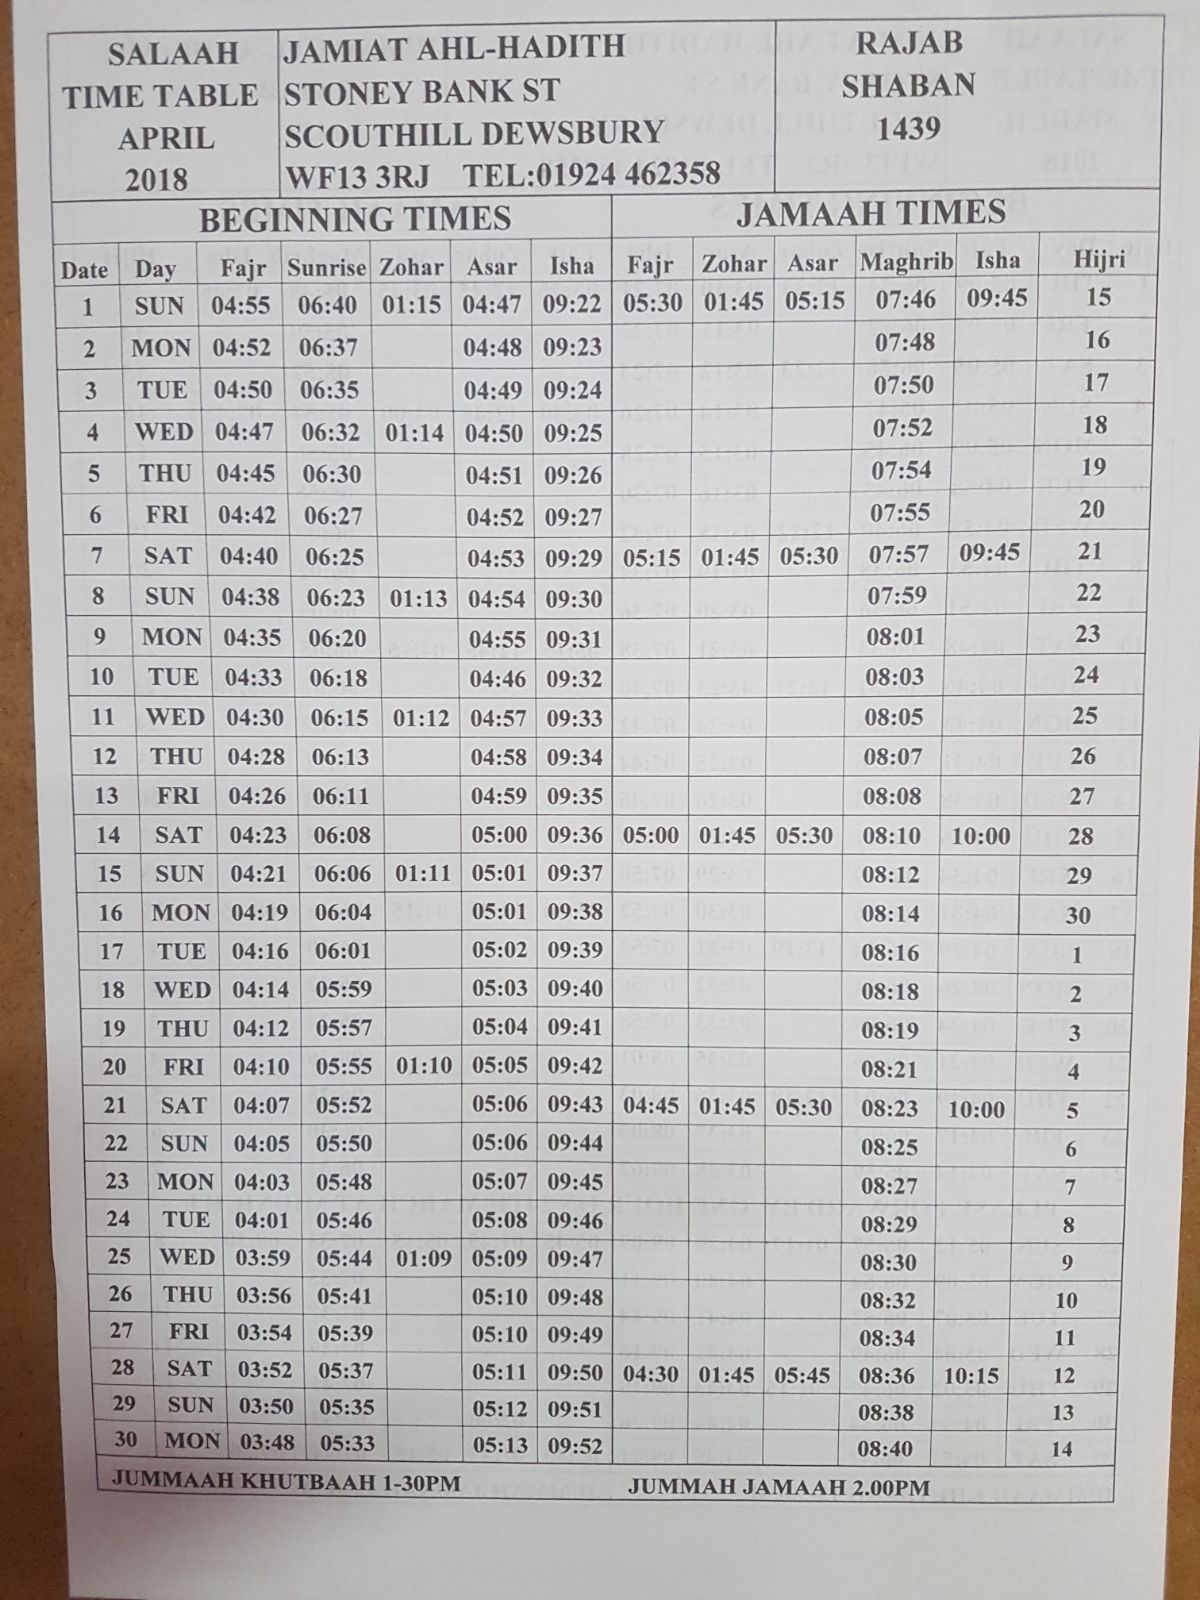 SALAAH
TIME TABLE
APRIL
2018
JAMIAT AHL-HADITH
STONEY BANK ST
SCOUTHILL DEWSBURY
WF13 3RJ TEL:01924 462358
RAJAB
SHABAN
1439
BEGINNING TIMES JAMAAH TIMES
Date Day Fajr Sunrise Zohar Asar Isha Fajr Zohar Asar Maghrib Isha Hijri
1 SUN 04:55 06:40 01:15 04:47 09:22 05:30 01:45 05:15 07:46 09:45 15
2 MON 04:52 06:37 04:48 09:23 07:48 16
3 TUE 04:50 06:35 04:49 09:24 07:50 17
4 WED 04:47 06:32 01:14 04:50 09:25 07:52 18
5 THU 04:45 06:30 04:51 09:26 07:54 19
6 FRI 04:42 06:27 04:52 09:27 07:55 20
7 SAT 04:40 06:25 04:53 09:29 05:15 01:45 05:30 07:57 09:45 21
8 SUN 04:38 06:23 01:13 04:54 09:30 07:59 22
9 MON 04:35 06:20 04:55 09:31 08:01 23
10 TUE 04:33 06:18 04:46 09:32 08:03 24
11 WED 04:30 06:15 01:12 04:57 09:33 08:05 25
12 THU 04:28 06:13 04:58 09:34 08:07 26
13 FRI 04:26 06:11 04:59 09:35 08:08 27
14 SAT 04:23 06:08 05:00 09:36 05:00 01:45 05:30 08:10 10:00 28
15 SUN 04:21 06:06 01:11 05:01 09:37 08:12 29
16 MON 04:19 06:04 05:01 09:38 08:14 30
17 TUE 04:16 06:01 05:02 09:39 08:16 1
18 WED 04:14 05:59 05:03 09:40 08:18 2
19 THU 04:12 05:57 05:04 09:41 08:19 3
20 FRI 04:10 05:55 01:10 05:05 09:42 08:21 4
21 SAT 04:07 05:52 05:06 09:43 04:45 01:45 05:30 08:23 10:00 5
22 SUN 04:05 05:50 05:06 09:44 08:25 6
23 MON 04:03 05:48 05:07 09:45 08:27 7
24 TUE 04:01 05:46 05:08 09:46 08:29 8
25 WED 03:59 05:44 01:09 05:09 09:47 08:30 9
26 THU 03:56 05:41 05:10 09:48 08:32 10
27 FRI 03:54 05:39 05:10 09:49 08:34 11
28 SAT 03:52 05:37 05:11 09:50 04:30 01:45 05:45 08:36 10:15 12
29 SUN 03:50 05:35 05:12 09:51 08:38 13
30 MON 03:48 05:33 05:13 09:52 08:40 14
JUMMAAH KHUTBAAH 1-30PM JUMMAH JAMAAH 2.00PM